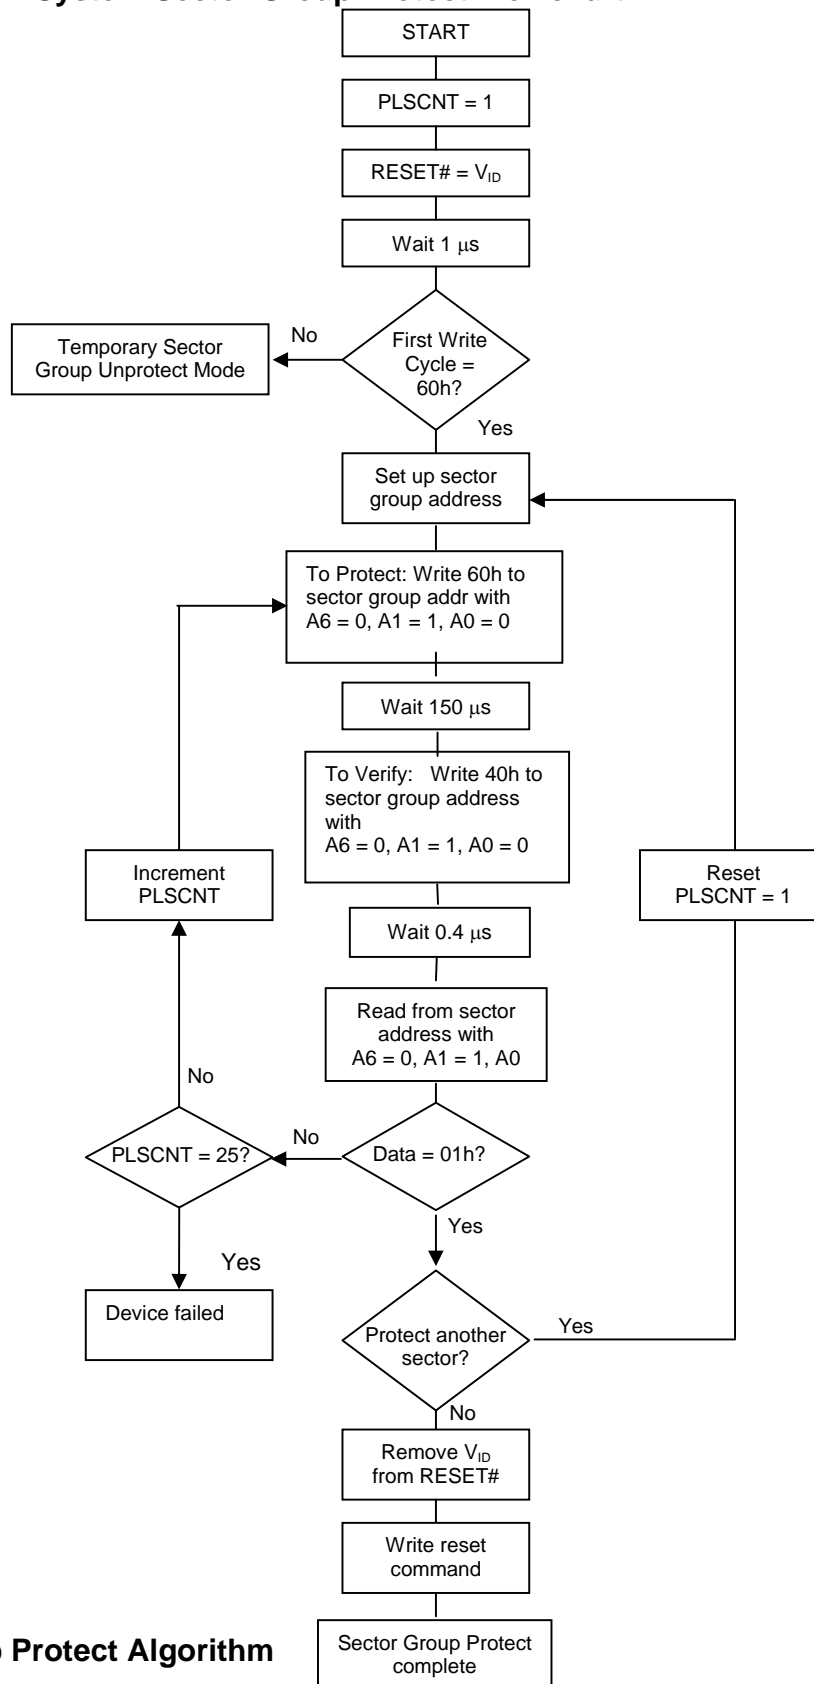 START
PLSCNT = 1
RESET# = VID
Wait 1 μs
First Write
Cycle =
60h?
No
Temporary Sector
Group Unprotect Mode
Yes
Set up sector
group address
To Protect: Write 60h to
sector group addr with
A6 = 0, A1 = 1, A0 = 0
Wait 150 μs
To Verify: Write 40h to
sector group address
with
A6 = 0, A1 = 1, A0 = 0
Increment
PLSCNT
Reset
PLSCNT = 1
Wait 0.4 μs
Read from sector
address with
A6 = 0, A1 = 1, A0
No
PLSCNT = 25?
No
Data = 01h?
Yes
Yes
Device failed
Protect another
sector?
Yes
No
Remove VID
from RESET#
Write reset
command
Protect Algorithm
Sector Group Protect
complete